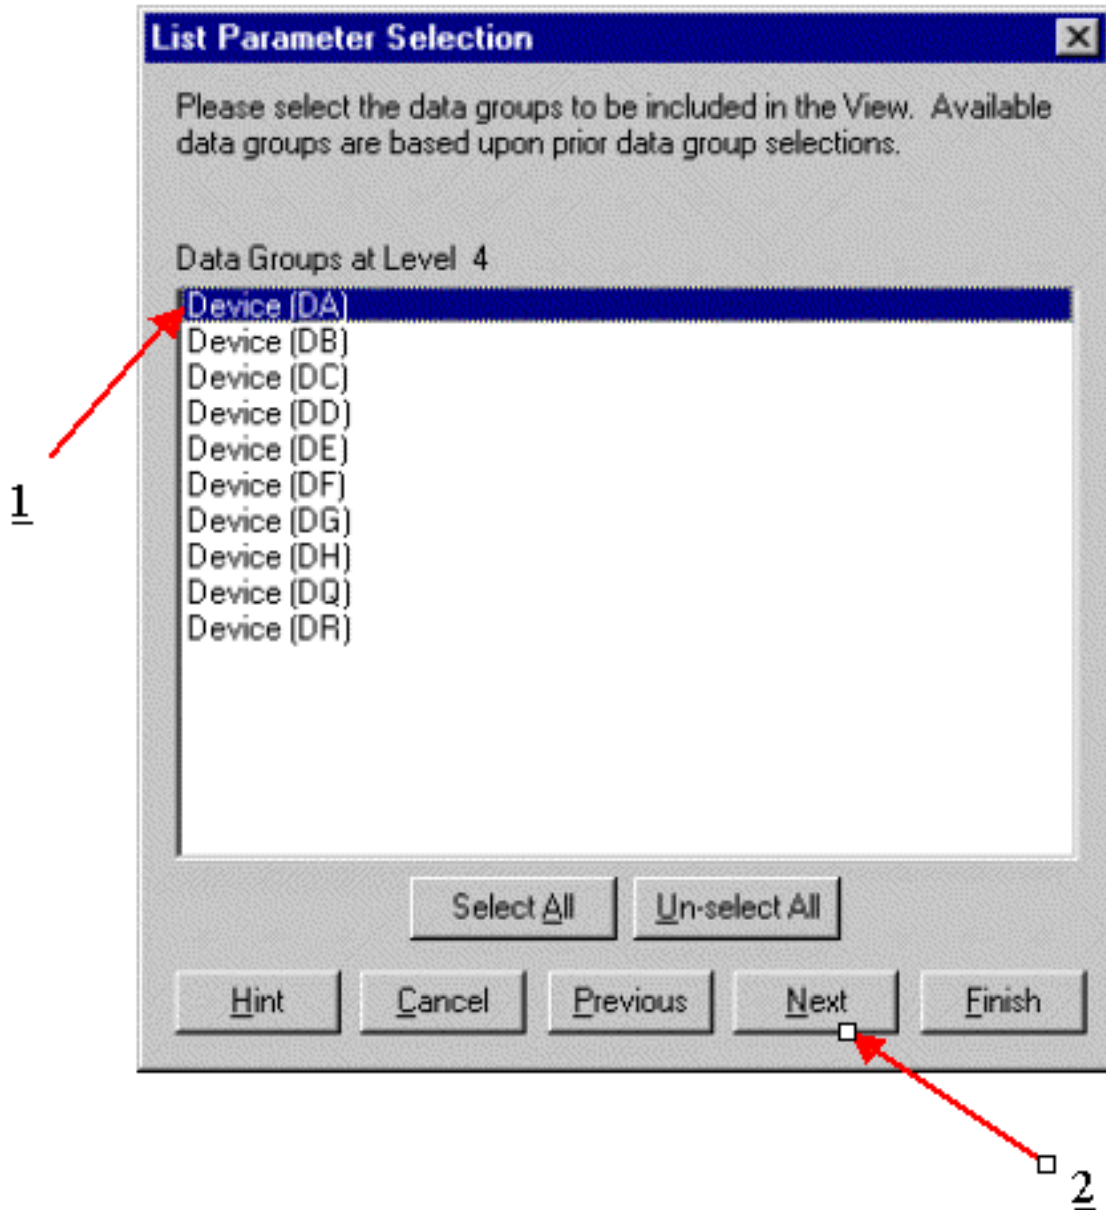 List Parameter Selection
Please select the data groups to be included in the View.  Available
data groups are based upon prior data group selections.
Data Groups at Level  4
Device (DA)
Device (DB)
Device (DC)
Device (DD)
Device (DE)
Device (DF)
Device (DG)
Device (DH)
Device (DQ)
Device (DR)
1
Select All Un-select All
Hint Cancel Previous Next Finish
2